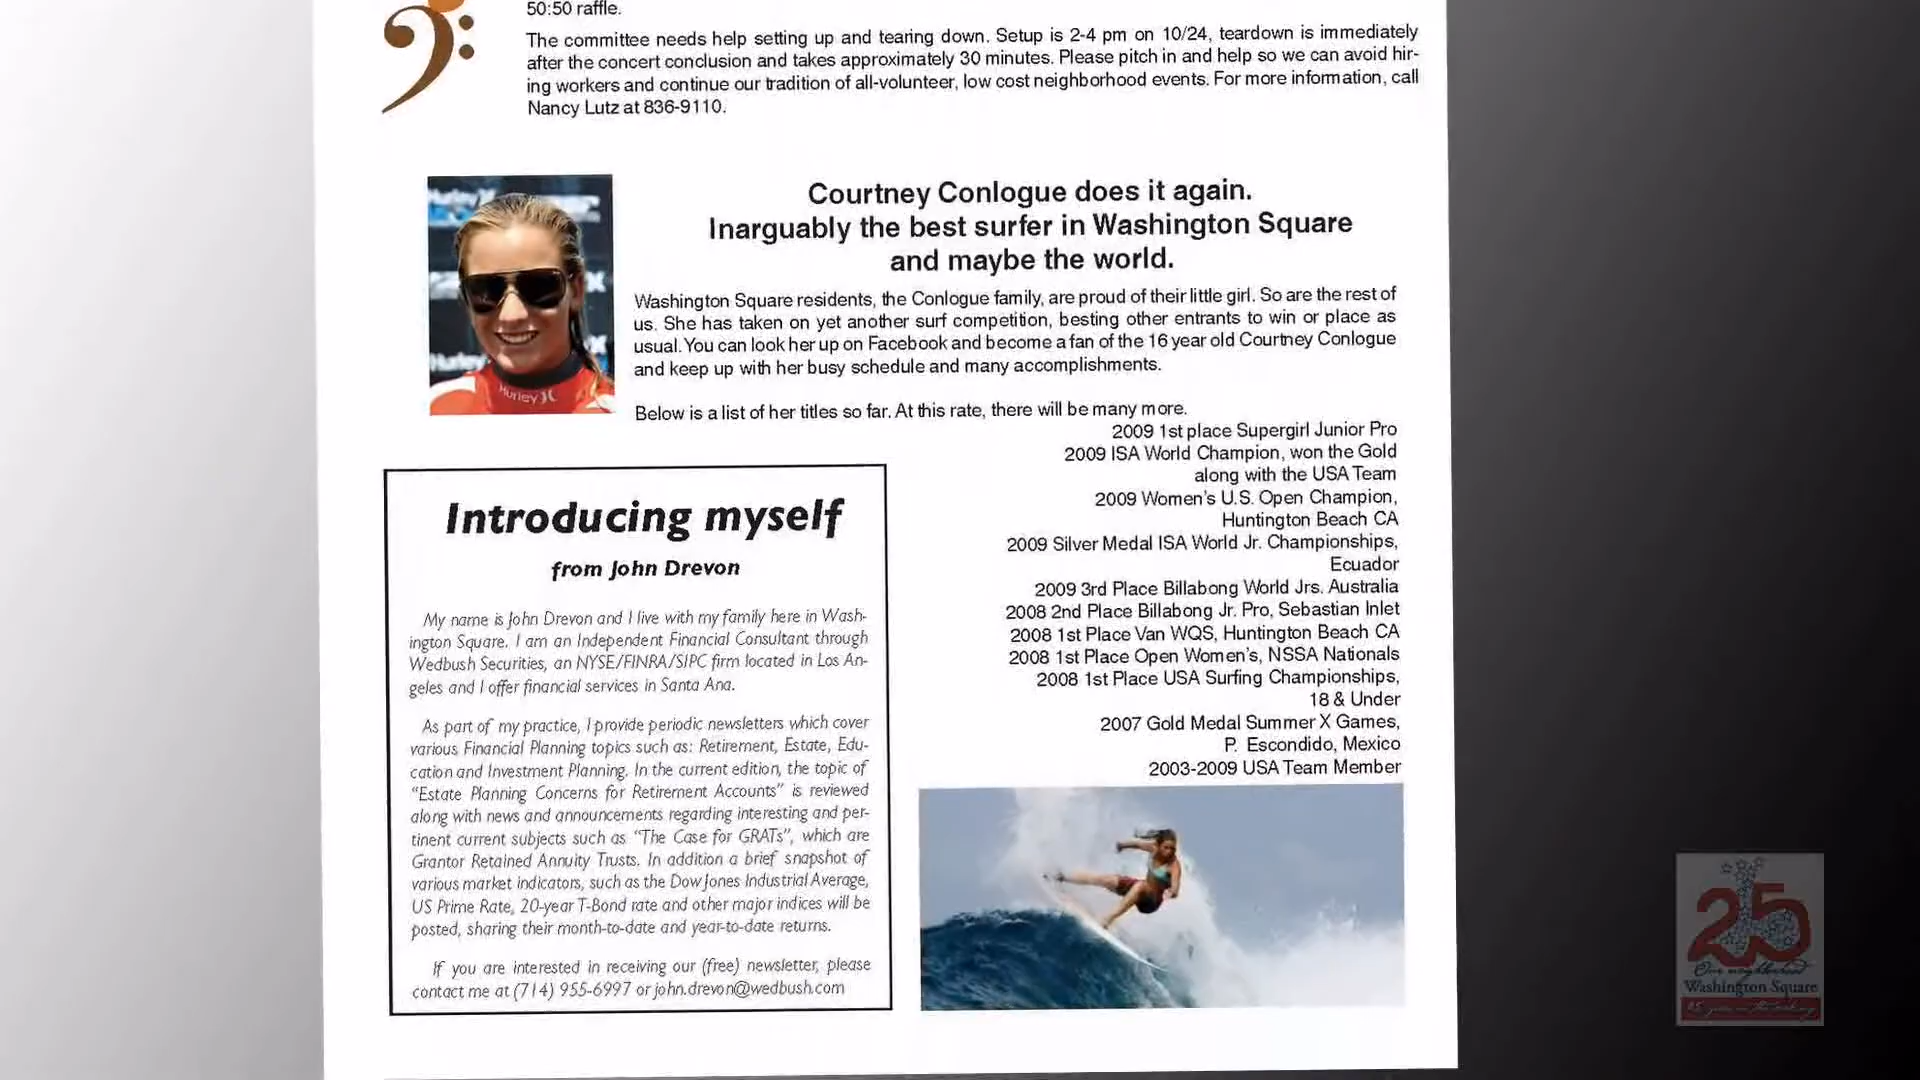 50:50 raffle.
The committee needs help setting up and tearing down. Setup is 2-4 pm on 10/24, teardown is immediately
after the concert conclusion and takes approximately 30 minutes. Please pitch in and help so we can avoid hir-
ing workers and continue our tradition of all-volunteer, low cost neighborhood events. For more information, call
Nancy Lutz at 836-9110.
Courtney Conlogue does it again.
Inarguably the best surfer in Washington Square
and maybe the world.
Washington Square residents, the Conlogue family, are proud of their little girl. So are the rest of
us. She has taken on yet another surf competition, besting other entrants to win or place as
usual. You can look her up on Facebook and become a fan of the 16 year old Courtney Conlogue
and keep up with her busy schedule and many accomplishments.
Below is a list of her titles so far. At this rate, there will be many more.
2009 1st place Supergirl Junior Pro
2009 ISA World Champion, won the Gold
along with the USA Team
2009 Women's U.S. Open Champion,
Huntington Beach CA
2009 Silver Medal ISA World Jr. Championships,
Ecuador
2009 3rd Place Billabong World Jrs. Australia
2008 2nd Place Billabong Jr. Pro, Sebastian Inlet
2008 1st Place Van WQS, Huntington Beach CA
2008 1st Place Open Women's, NSSA Nationals
2008 1st Place USA Surfing Championships,
18 & Under
2007 Gold Medal Summer X Games,
P. Escondido, Mexico
2003-2009 USA Team Member
Hurley
Introducing myself
from John Drevon
My name is John Drevon and I live with my family here in Wash-
ington Square. I am an Independent Financial Consultant through
Wedbush Securities, an NYSE/FINRA/SIPC firm located in Los An-
geles and I offer financial services in Santa Ana.
As part of my practice, I provide periodic newsletters which cover
various Financial Planning topics such as: Retirement, Estate, Edu-
cation and Investment Planning. In the current edition, the topic of
"Estate Planning Concerns for Retirement Accounts" is reviewed
along with news and announcements regarding interesting and per-
tinent current subjects such as "The Case for GRATs", which are
Grantor Retained Annuity Trusts. In addition a brief snapshot of
various market indicators, such as the Dow Jones Industrial Average,
US Prime Rate, 20-year T-Bond rate and other major indices will be
posted, sharing their month-to-date and year-to-date returns.
If you are interested in receiving our (free) newsletter, please
contact me at (714) 955-6997 or john.drevon@wedbush.com
25
Our neighborhood
Washington Square
25 years in the making